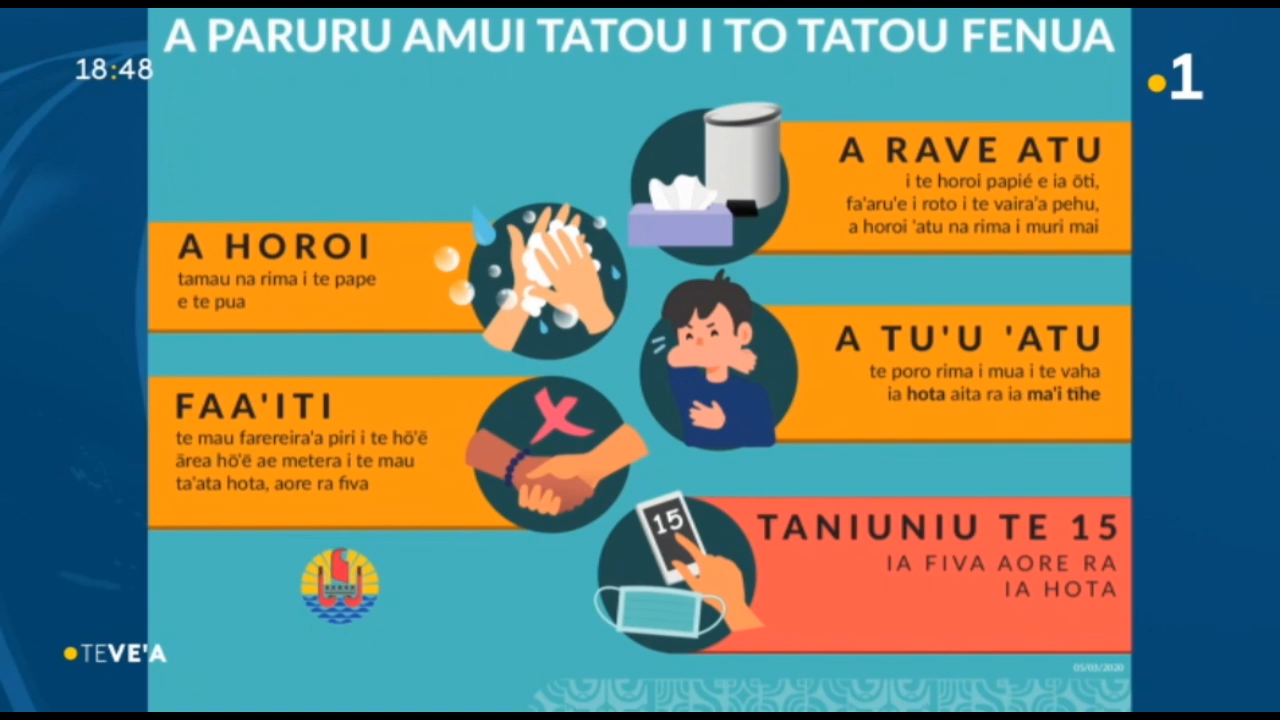 A PARURU AMUI TATOU I TO TATOU FENUA
18:48
1
A RAVE ATU
i te horoi papié e ia ōti,
fa'aru'e i roto i te vaira'a pehu,
a horoi 'atu na rima i muri mai
A HOROI
tamau na rima i te pape
e te pua
A TU'U 'ATU
te poro rima i mua i te vaha
ia hota aita ra ia ma'i tīhe
FAA'ITI
te mau farereira'a piri i te hō'ē
ārea hō'ē ae metera i te mau
ta'ata hota, aore ra fiva
15
TANIUNIU TE 15
IA FIVA AORE RA
IA HOTA
TEVE'A
05/03/2020